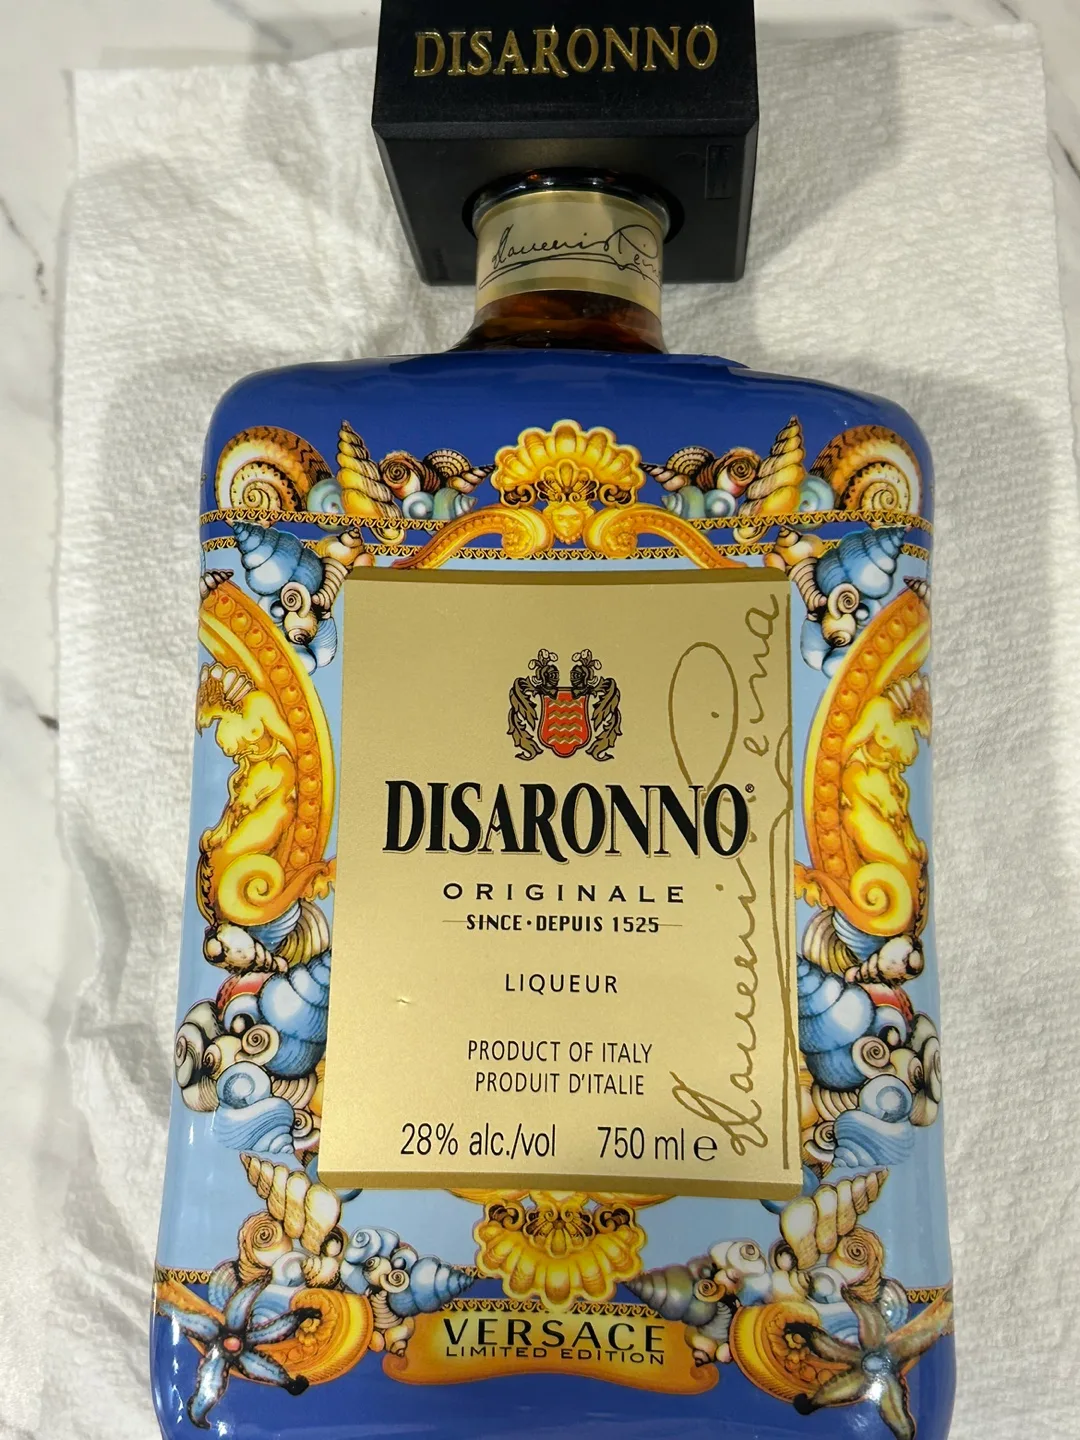 DISARONNO
DISARONNO®
ORIGINALE
SINCE·DEPUIS 1525
LIQUEUR
PRODUCT OF ITALY
PRODUIT D'ITALIE
28% alc./vol 750 ml e
VERSACE
LIMITED EDITION